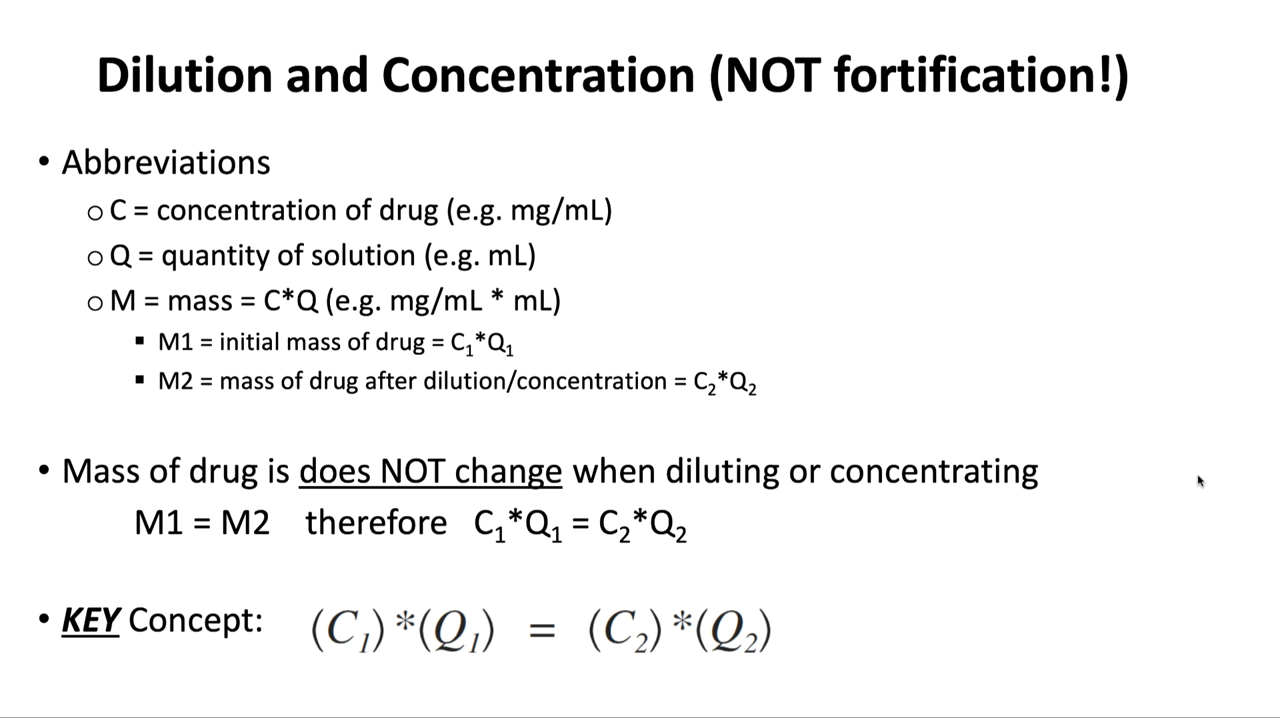 Dilution and Concentration (NOT fortification!)
• Abbreviations
o C = concentration of drug (e.g. mg/mL)
o Q = quantity of solution (e.g. mL)
o M = mass = C*Q (e.g. mg/mL * mL)
▪ M1 = initial mass of drug = C₁*Q₁
▪ M2 = mass of drug after dilution/concentration = C₂*Q₂
• Mass of drug is does NOT change when diluting or concentrating
M1 = M2 therefore C₁*Q₁ = C₂*Q₂
• KEY Concept: (C₁)*(Q₁) = (C₂)*(Q₂)